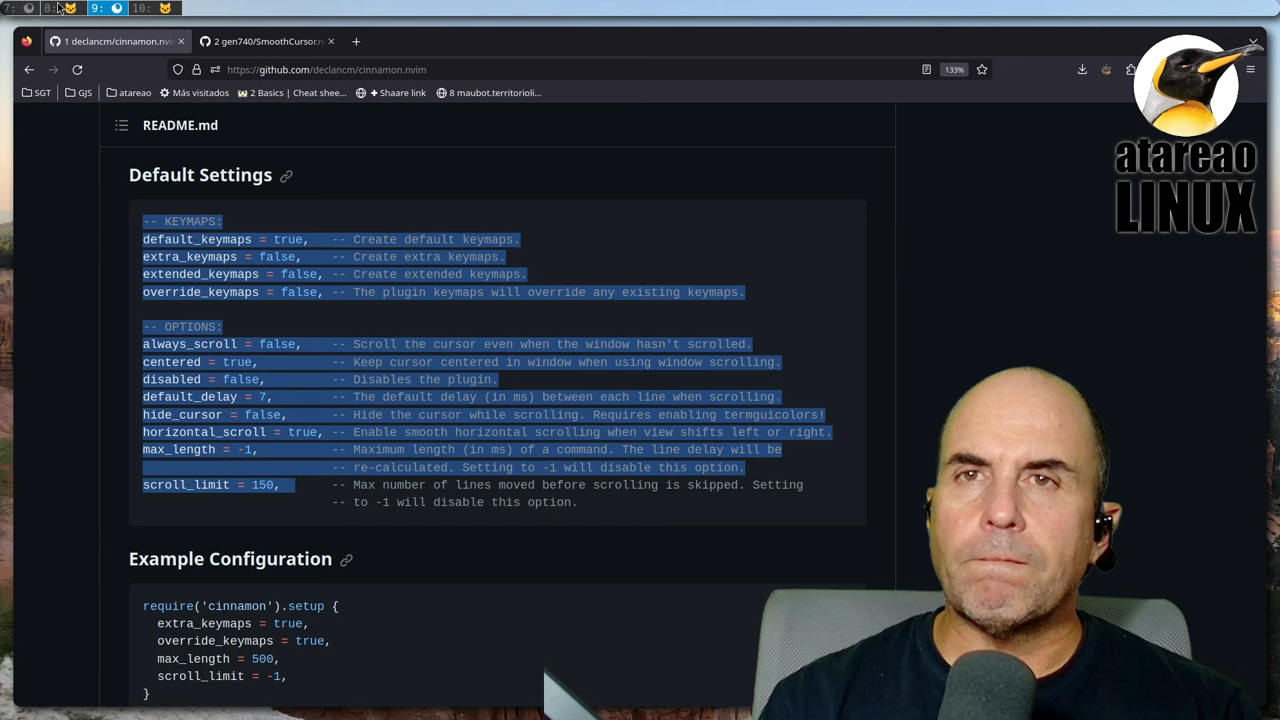 7: 8: 9: 10:
1 declancm/cinnamon.nvi
2 gen740/SmoothCursor.n
https://github.com/declancm/cinnamon.nvim
133%
SGT GJS atareao Más visitados 2 Basics | Cheat shee... Shaare link 8 maubot.territorioli...
README.md
Default Settings
-- KEYMAPS:
default_keymaps = true, -- Create default keymaps.
extra_keymaps = false, -- Create extra keymaps.
extended_keymaps = false, -- Create extended keymaps.
override_keymaps = false, -- The plugin keymaps will override any existing keymaps.
-- OPTIONS:
always_scroll = false, -- Scroll the cursor even when the window hasn't scrolled.
centered = true, -- Keep cursor centered in window when using window scrolling.
disabled = false, -- Disables the plugin.
default_delay = 7, -- The default delay (in ms) between each line when scrolling.
hide_cursor = false, -- Hide the cursor while scrolling. Requires enabling termguicolors!
horizontal_scroll = true, -- Enable smooth horizontal scrolling when view shifts left or right.
max_length = -1, -- Maximum length (in ms) of a command. The line delay will be
-- re-calculated. Setting to -1 will disable this option.
scroll_limit = 150, -- Max number of lines moved before scrolling is skipped. Setting
-- to -1 will disable this option.
Example Configuration
require('cinnamon').setup {
extra_keymaps = true,
override_keymaps = true,
max_length = 500,
scroll_limit = -1,
}
atareao
LINUX